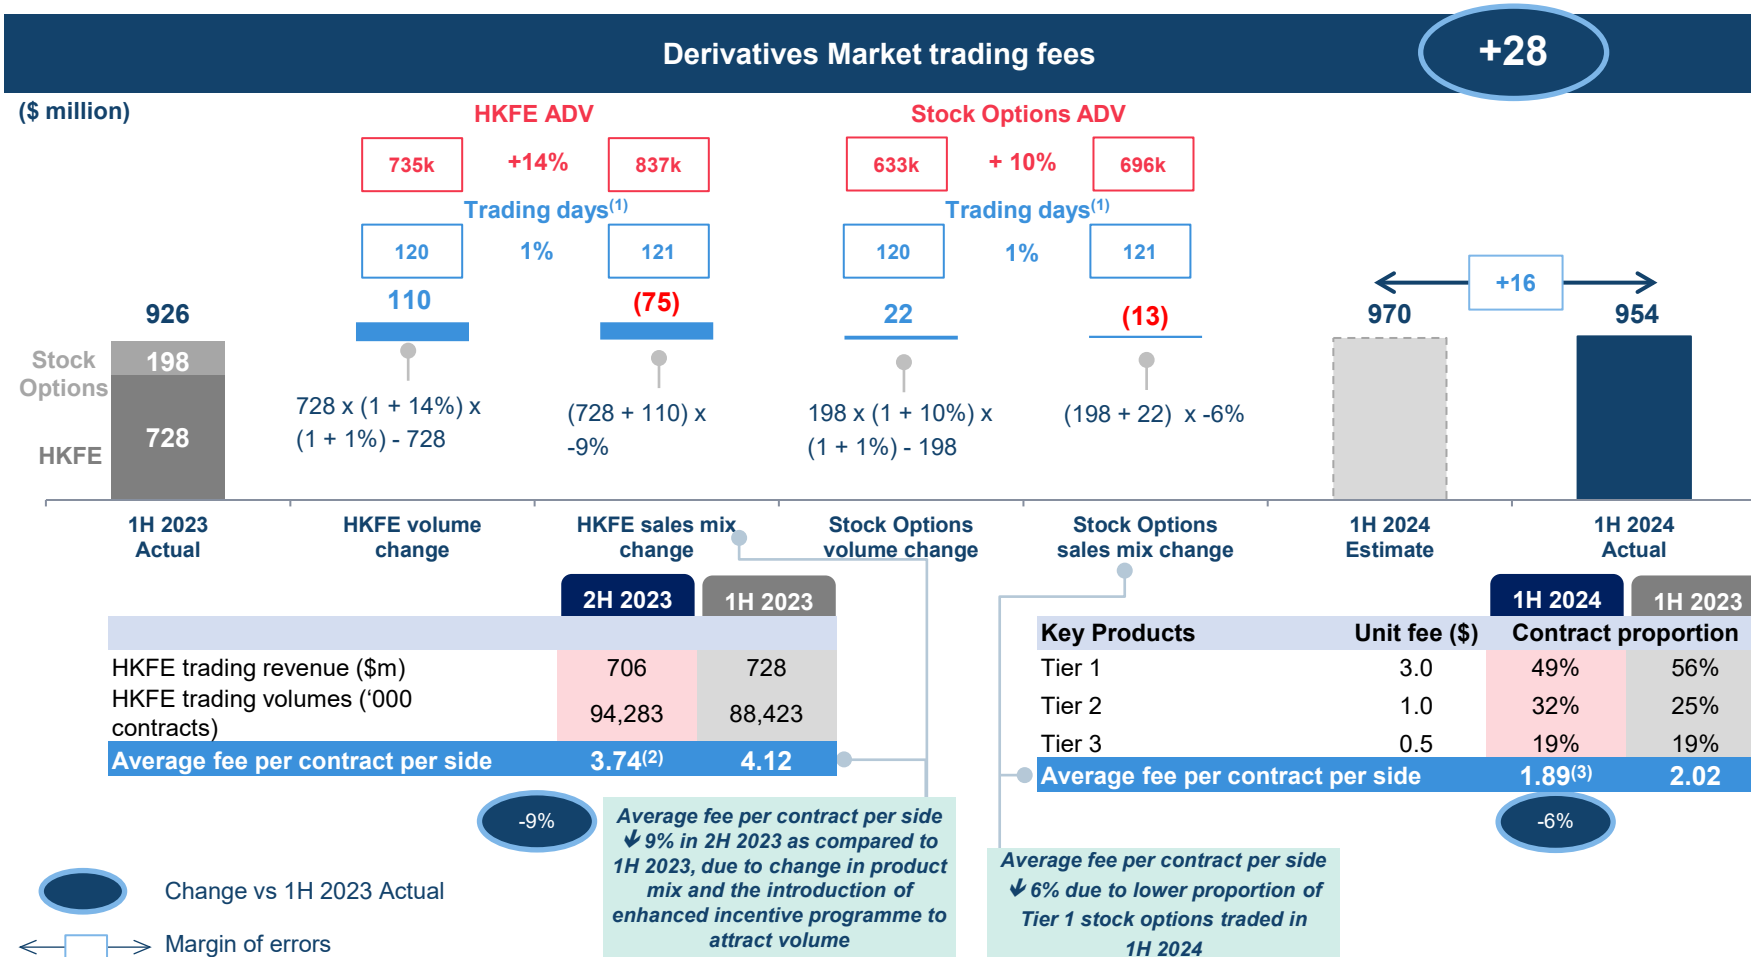 Derivatives Market trading fees
+28
($ million)
HKFE ADV
Stock Options ADV
735k
+14%
837k
633k
+ 10%
696k
Trading days(1)
Trading days(1)
120
1%
121
120
1%
121
926
110
(75)
22
(13)
970
+16
954
Stock
Options
198
HKFE
728
728 x (1 + 14%) x
(1 + 1%) - 728
(728 + 110) x
-9%
198 x (1 + 10%) x
(1 + 1%) - 198
(198 + 22) x -6%
1H 2023
Actual
HKFE volume
change
HKFE sales mix
change
Stock Options
volume change
Stock Options
sales mix change
1H 2024
Estimate
1H 2024
Actual
2H 2023
1H 2023
HKFE trading revenue ($m)
706
728
HKFE trading volumes (‘000
contracts)
94,283
88,423
Average fee per contract per side
3.74(2)
4.12
-9%
Average fee per contract per side
🡻 9% in 2H 2023 as compared to
1H 2023, due to change in product
mix and the introduction of
enhanced incentive programme to
attract volume
1H 2024
1H 2023
Key Products
Unit fee ($)
Contract proportion
Tier 1
3.0
49%
56%
Tier 2
1.0
32%
25%
Tier 3
0.5
19%
19%
Average fee per contract per side
1.89(3)
2.02
-6%
Average fee per contract per side
🡻 6% due to lower proportion of
Tier 1 stock options traded in
1H 2024
Change vs 1H 2023 Actual
Margin of errors